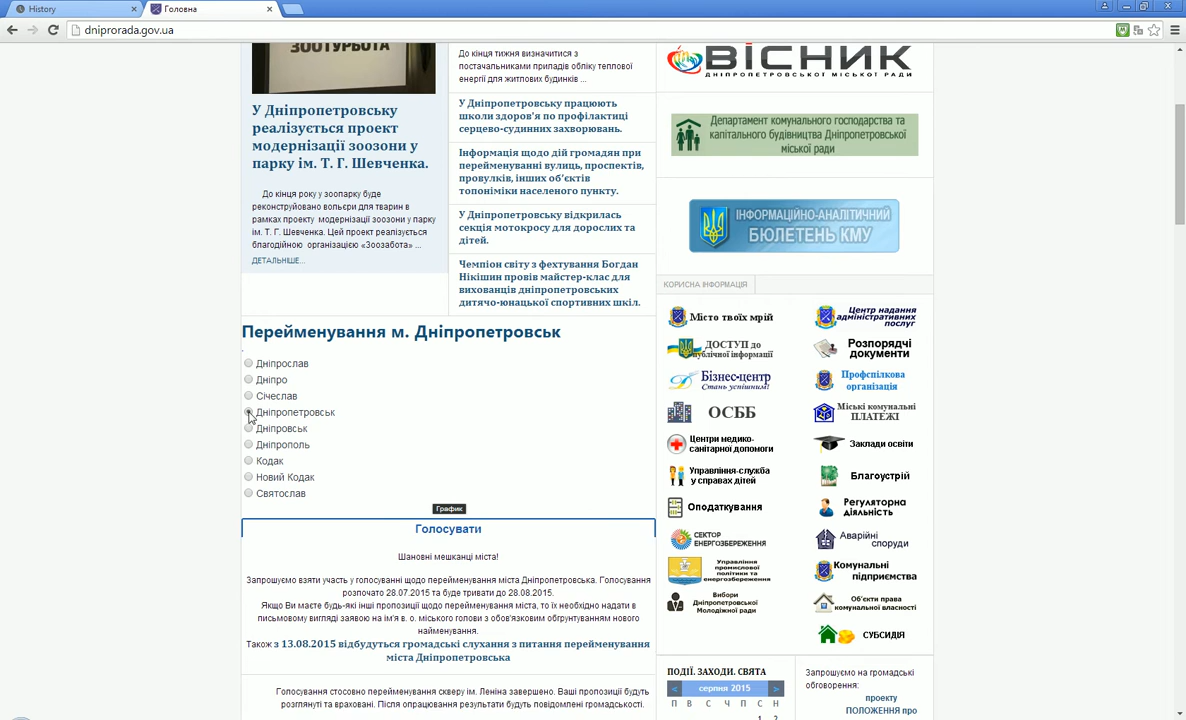 History
Головна
dniprorada.gov.ua
ЗООТУРБОТА
У Дніпропетровську
реалізується проект
модернізації зоозони у
парку ім. Т. Г. Шевченка.
До кінця року у зоопарку буде
реконструйовано вольєри для тварин в
рамках проекту модернізації зоозони у парку
ім. Т. Г. Шевченка. Цей проект реалізується
благодійною організацією «Зоозабота» ...
ДЕТАЛЬНІШЕ...
До кінця тижня визначитися з
постачальниками приладів обліку теплової
енергії для житлових будинків ...
У Дніпропетровську працюють
школи здоров'я по профілактиці
серцево-судинних захворювань.
Інформація щодо дій громадян при
перейменуванні вулиць, проспектів,
провулків, інших об’єктів
топоніміки населеного пункту.
У Дніпропетровську відкрилась
секція мотокросу для дорослих та
дітей.
Чемпіон світу з фехтування Богдан
Нікішин провів майстер-клас для
вихованців дніпропетровських
дитячо-юнацької спортивних шкіл.
Перейменування м. Дніпропетровськ
Дніпрослав
Дніпро
Січеслав
Дніпропетровськ
Дніпровськ
Дніпрополь
Кодак
Новий Кодак
Святослав
График
Голосувати
Шановні мешканці міста!
Запрошуємо взяти участь у голосуванні щодо перейменування міста Дніпропетровська. Голосування
розпочато 28.07.2015 та буде тривати до 28.08.2015.
Якщо Ви маєте будь-які інші пропозиції щодо перейменування міста, то їх необхідно надати в
письмовому вигляді заявою на ім'я в. о. міського голови з обов'язковим обґрунтуванням нового
найменування.
Також з 13.08.2015 відбудуться громадські слухання з питання перейменування
міста Дніпропетровська
Голосування стосовно перейменування скверу ім. Леніна завершено. Ваші пропозиції будуть
розглянуті та враховані. Після опрацювання результати будуть повідомлені громадськості.
ВІСНИК
ДНІПРОПЕТРОВСЬКОЇ МІСЬКОЇ РАДИ
Департамент комунального господарства та
капітального будівництва Дніпропетровської
міської ради
ІНФОРМАЦІЙНО-АНАЛІТИЧНИЙ
БЮЛЕТЕНЬ КМУ
КОРИСНА ІНФОРМАЦІЯ
Місто твоїх мрій
Центр надання
адміністративних
послуг
ДОСТУП до
публічної інформації
Розпорядчі
документи
Бізнес-центр
Стань успішним!
Профспілкова
організація
ОСББ
Міські комунальні
ПЛАТЕЖІ
Центри медико-
санітарної допомоги
Заклади освіти
Управління-служба
у справах дітей
Благоустрій
Оподаткування
Регуляторна
діяльність
СЕКТОР
ЕНЕРГОЗБЕРЕЖЕННЯ
Аварійні
споруди
Управління
промислової
політики та
енергозбереження
Комунальні
підприємства
Вибори
Дніпропетровської
Молодіжної ради
Об'єкти права
комунальної власності
СУБСИДІЯ
ПОДІЇ. ЗАХОДИ. СВЯТА
< серпня 2015 >
П В С Ч П С Н
1 2
Запрошуємо на громадські
обговорення:
проекту
ПОЛОЖЕННЯ про